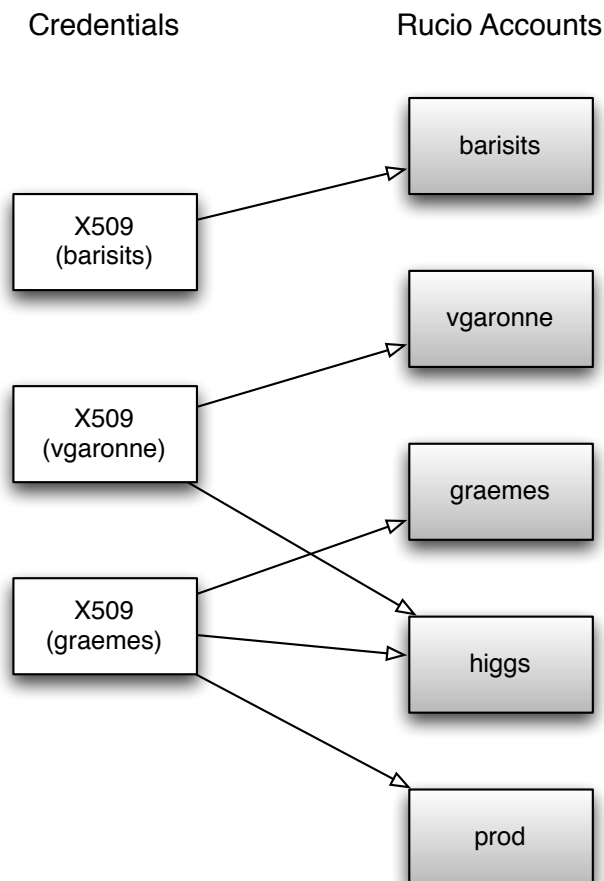 Credentials
Rucio Accounts
barisits
X509
(barisits)
vgaronne
X509
(vgaronne)
graemes
X509
(graemes)
higgs
prod